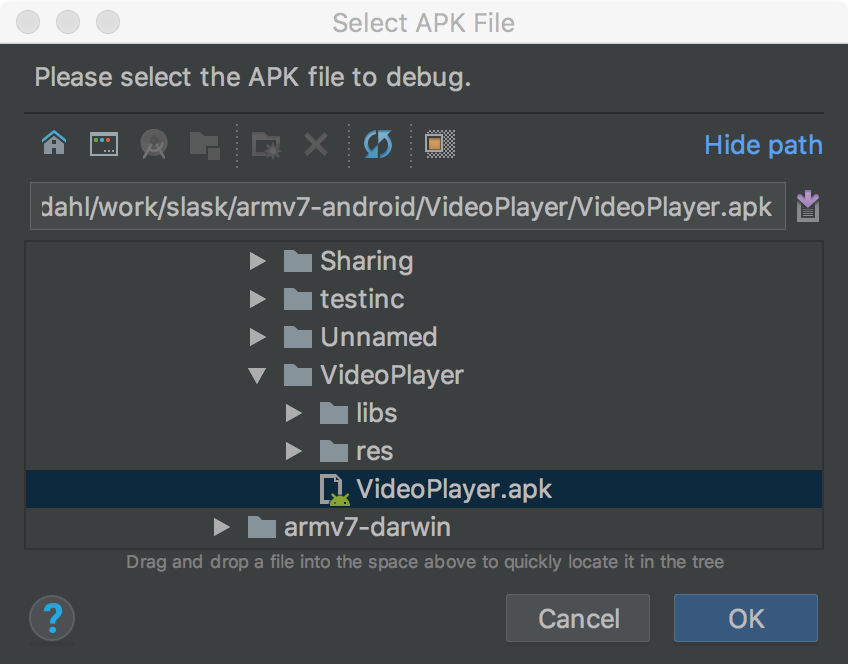 Select APK File
Please select the APK file to debug.
Hide path
dahl/work/slask/armv7-android/VideoPlayer/VideoPlayer.apk
Sharing
testinc
Unnamed
VideoPlayer
libs
res
VideoPlayer.apk
armv7-darwin
Drag and drop a file into the space above to quickly locate it in the tree
? Cancel OK